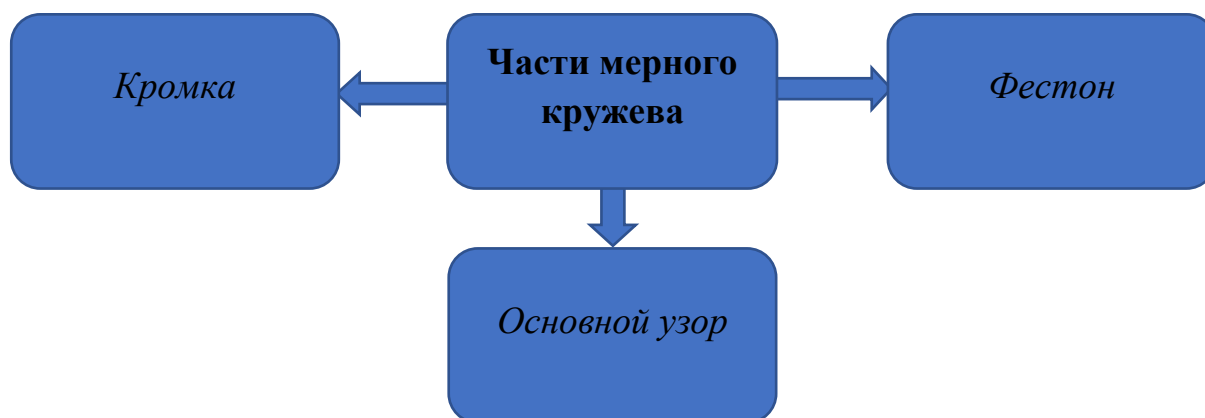 Кромка
Части мерного
кружева
Фестон
Основной узор